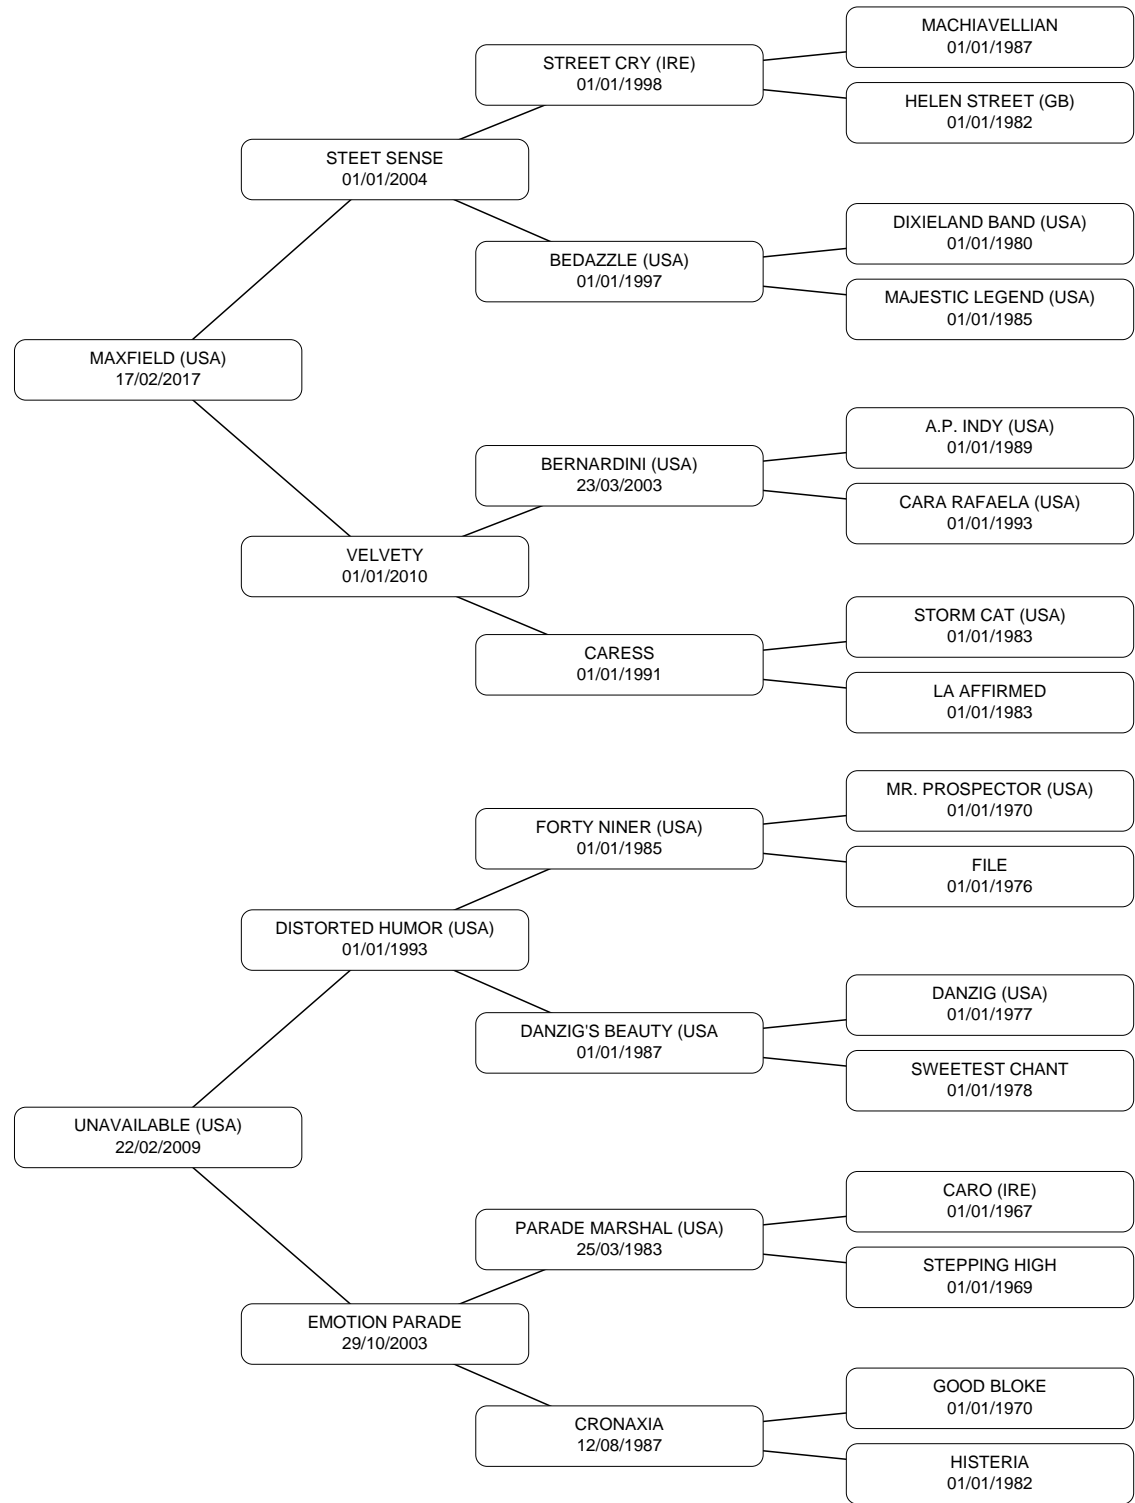 MACHIAVELLIAN
01/01/1987
STREET CRY (IRE)
01/01/1998
HELEN STREET (GB)
01/01/1982
STEET SENSE
01/01/2004
DIXIELAND BAND (USA)
01/01/1980
BEDAZZLE (USA)
01/01/1997
MAJESTIC LEGEND (USA)
01/01/1985
MAXFIELD (USA)
17/02/2017
A.P. INDY (USA)
01/01/1989
BERNARDINI (USA)
23/03/2003
CARA RAFAELA (USA)
01/01/1993
VELVETY
01/01/2010
STORM CAT (USA)
01/01/1983
CARESS
01/01/1991
LA AFFIRMED
01/01/1983
MR. PROSPECTOR (USA)
01/01/1970
FORTY NINER (USA)
01/01/1985
FILE
01/01/1976
DISTORTED HUMOR (USA)
01/01/1993
DANZIG (USA)
01/01/1977
DANZIG'S BEAUTY (USA
01/01/1987
SWEETEST CHANT
01/01/1978
UNAVAILABLE (USA)
22/02/2009
CARO (IRE)
01/01/1967
PARADE MARSHAL (USA)
25/03/1983
STEPPING HIGH
01/01/1969
EMOTION PARADE
29/10/2003
GOOD BLOKE
01/01/1970
CRONAXIA
12/08/1987
HISTERIA
01/01/1982